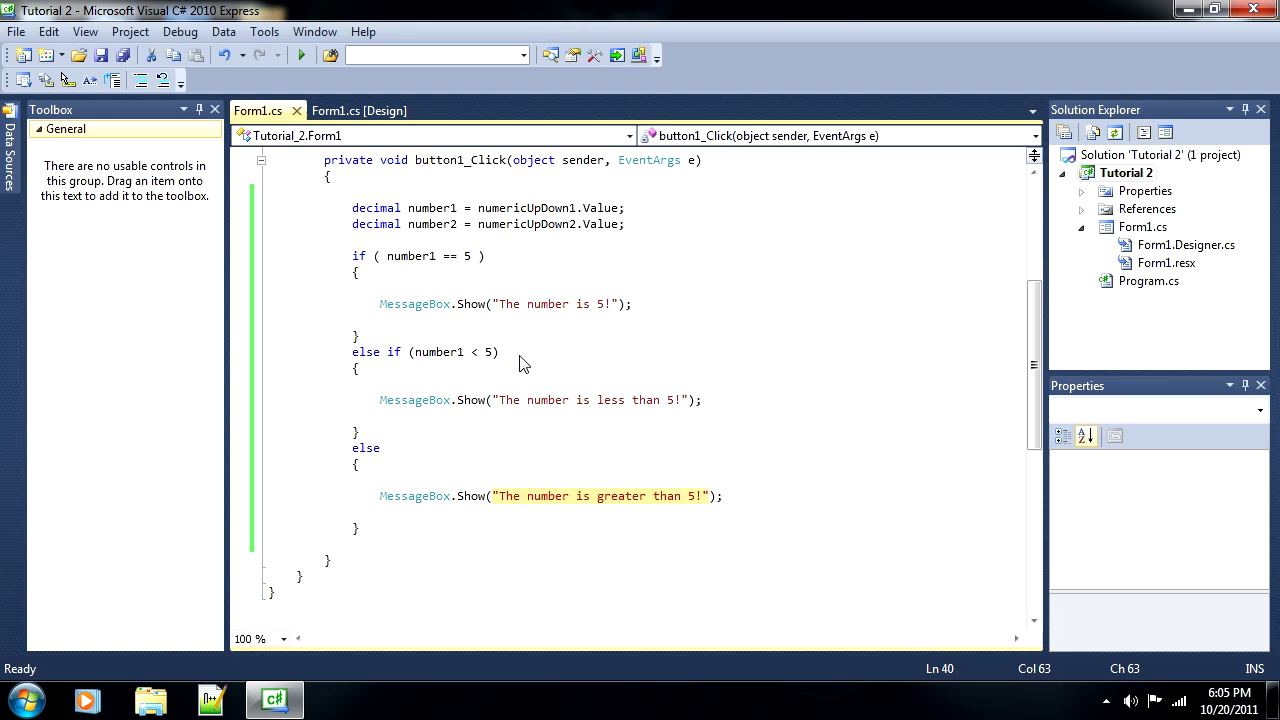 Tutorial 2 - Microsoft Visual C# 2010 Express
File Edit View Project Debug Data Tools Window Help
Data Sources
Toolbox
General
There are no usable controls in
this group. Drag an item onto
this text to add it to the toolbox.
Form1.cs Form1.cs [Design]
Tutorial_2.Form1 button1_Click(object sender, EventArgs e)
private void button1_Click(object sender, EventArgs e)
{
decimal number1 = numericUpDown1.Value;
decimal number2 = numericUpDown2.Value;
if ( number1 == 5 )
{
MessageBox.Show("The number is 5!");
}
else if (number1 < 5)
{
MessageBox.Show("The number is less than 5!");
}
else
{
MessageBox.Show("The number is greater than 5!");
}
}
}
}
100 %
Solution Explorer
Solution 'Tutorial 2' (1 project)
Tutorial 2
Properties
References
Form1.cs
Form1.Designer.cs
Form1.resx
Program.cs
Properties
Ready Ln 40 Col 63 Ch 63 INS
6:05 PM
10/20/2011